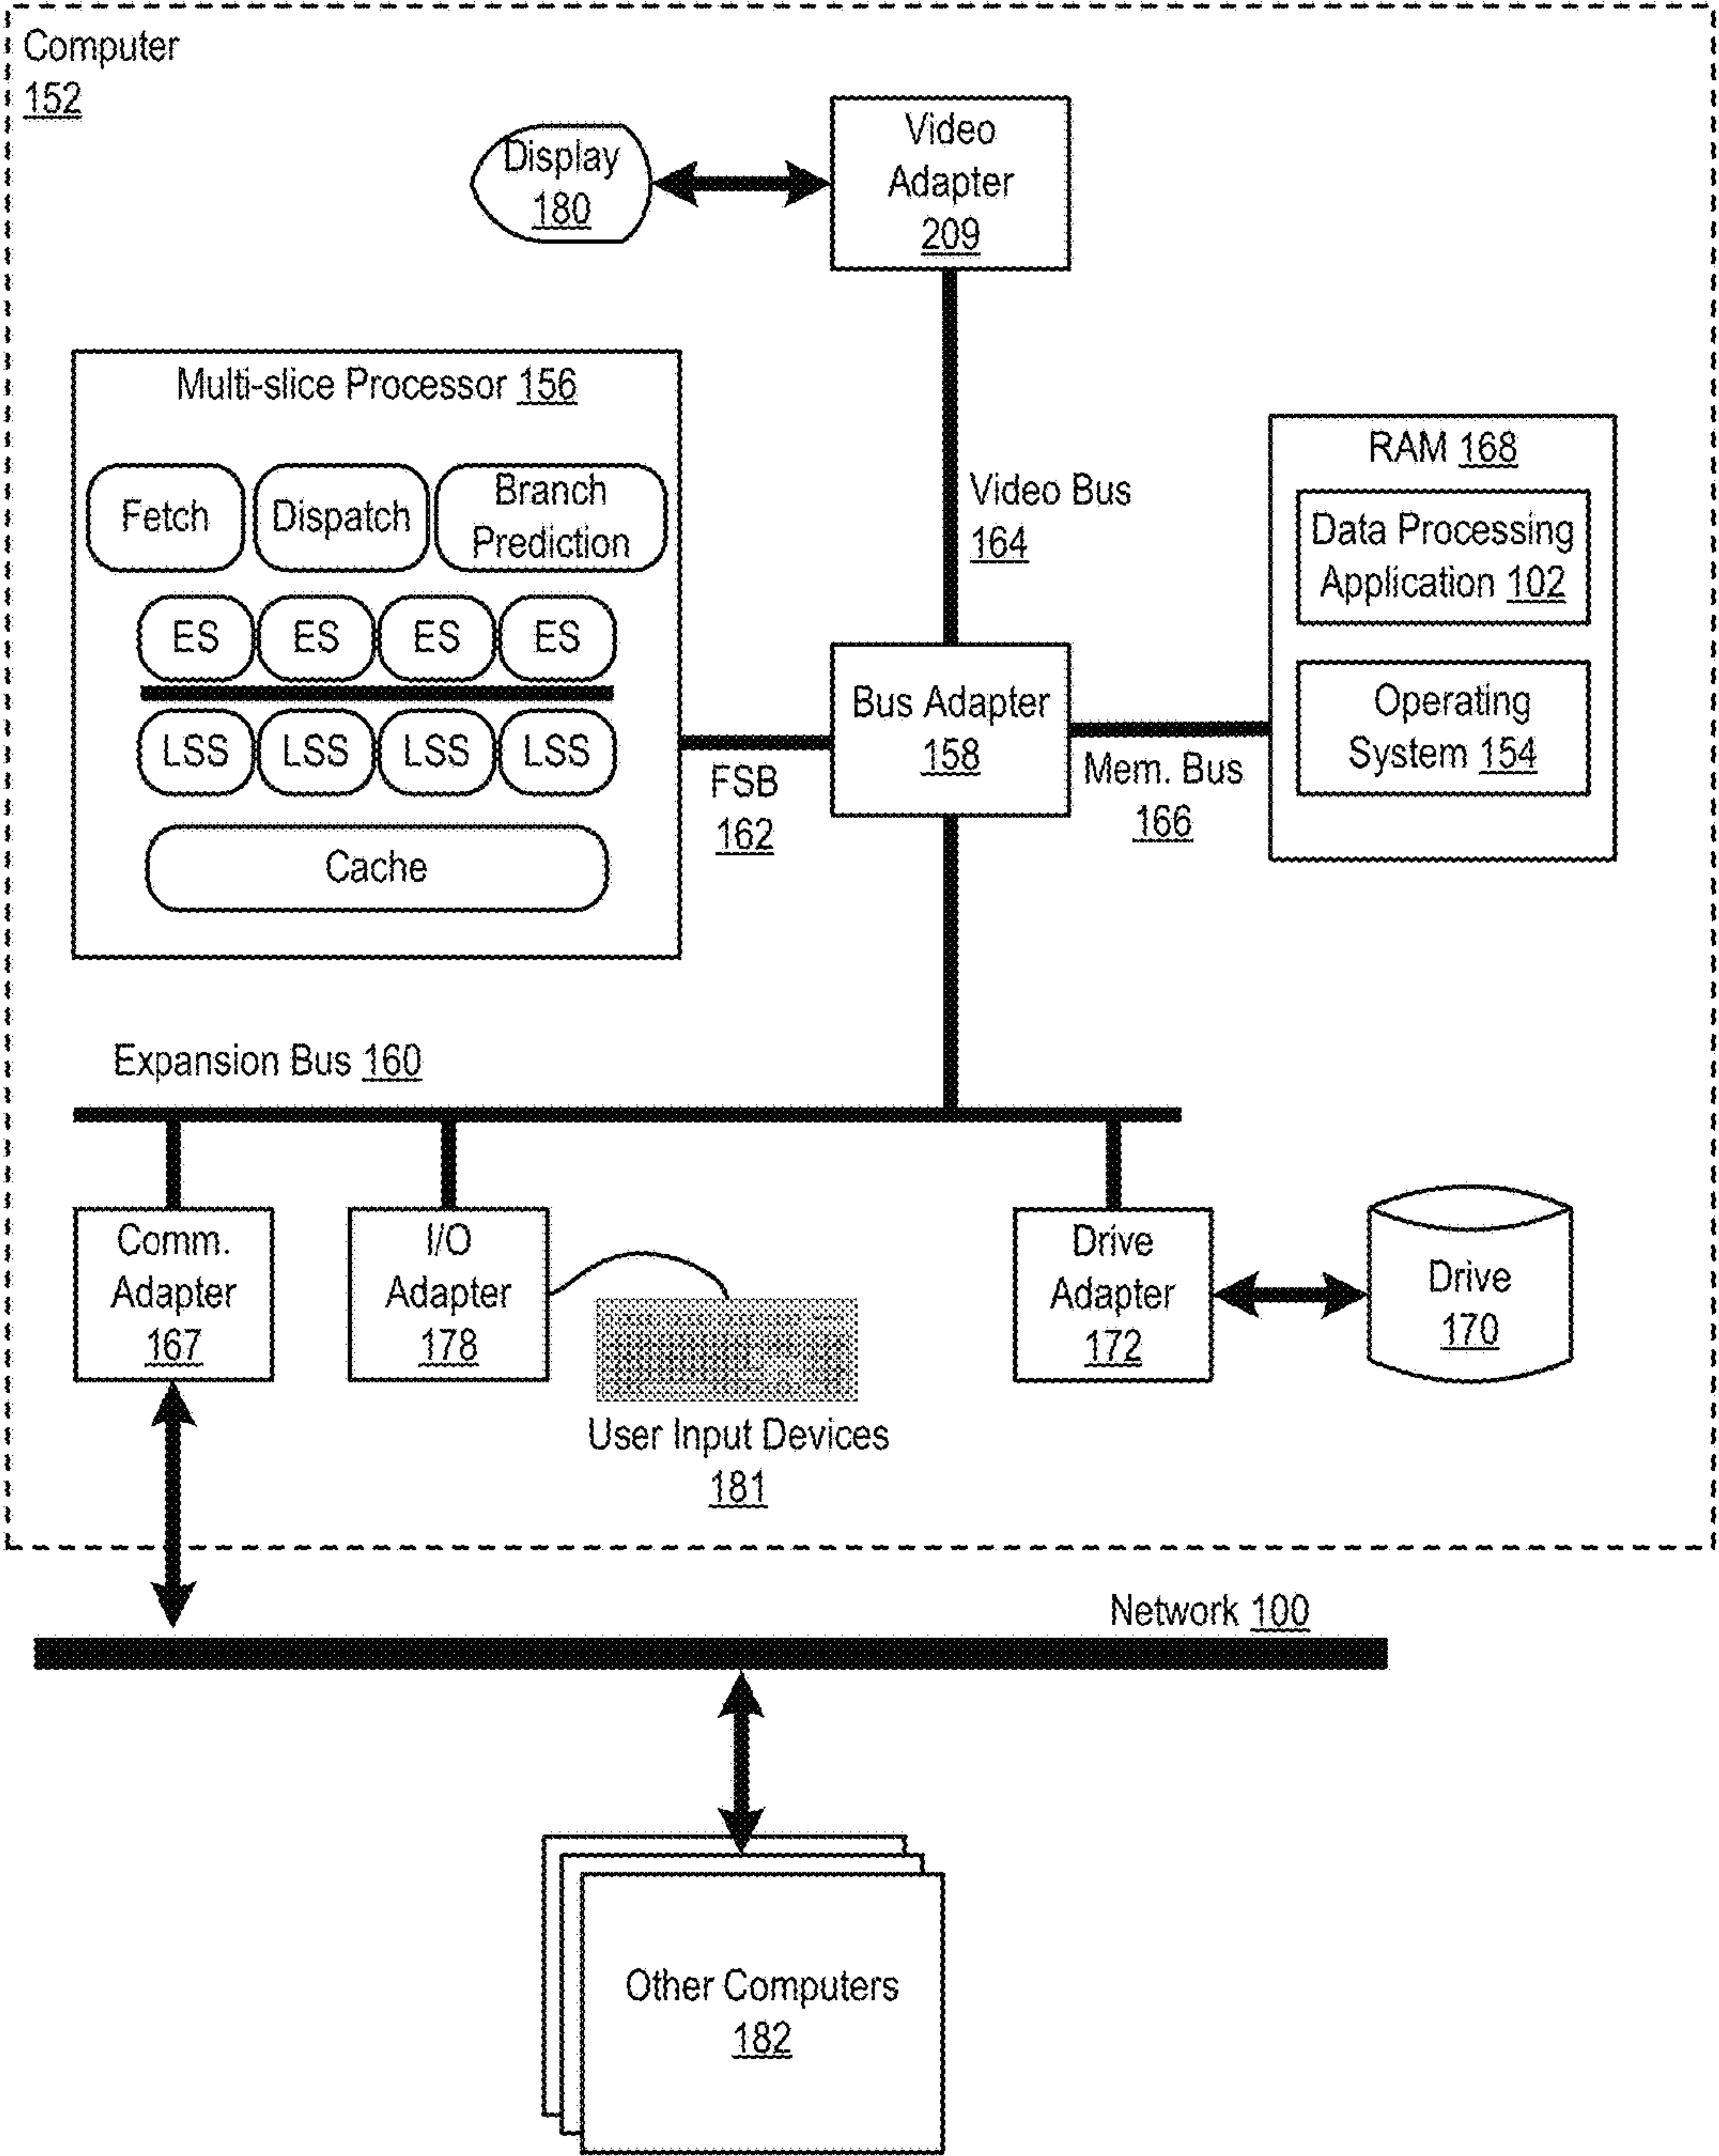 Computer
152
Display
180
Video
Adapter
209
Multi-slice Processor 156
Fetch
Dispatch
Branch
Prediction
ES
ES
ES
ES
LSS
LSS
LSS
LSS
Cache
Video Bus
164
RAM 168
Data Processing
Application 102
Operating
System 154
Bus Adapter
158
FSB
162
Mem. Bus
166
Expansion Bus 160
Comm.
Adapter
167
I/O
Adapter
178
User Input Devices
181
Drive
Adapter
172
Drive
170
Network 100
Other Computers
182